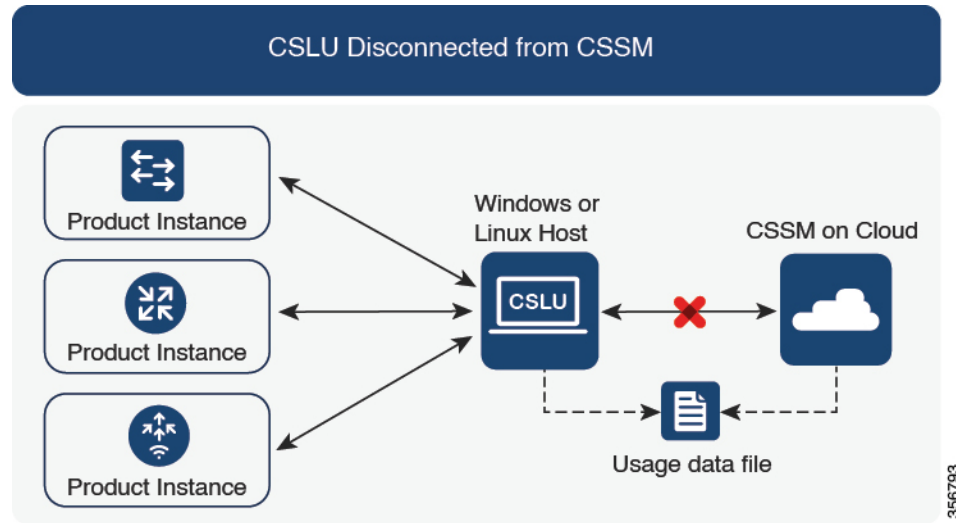 CSLU Disconnected from CSSM
Product Instance
Product Instance
Product Instance
Windows or
Linux Host
CSLU
CSSM on Cloud
Usage data file
356793